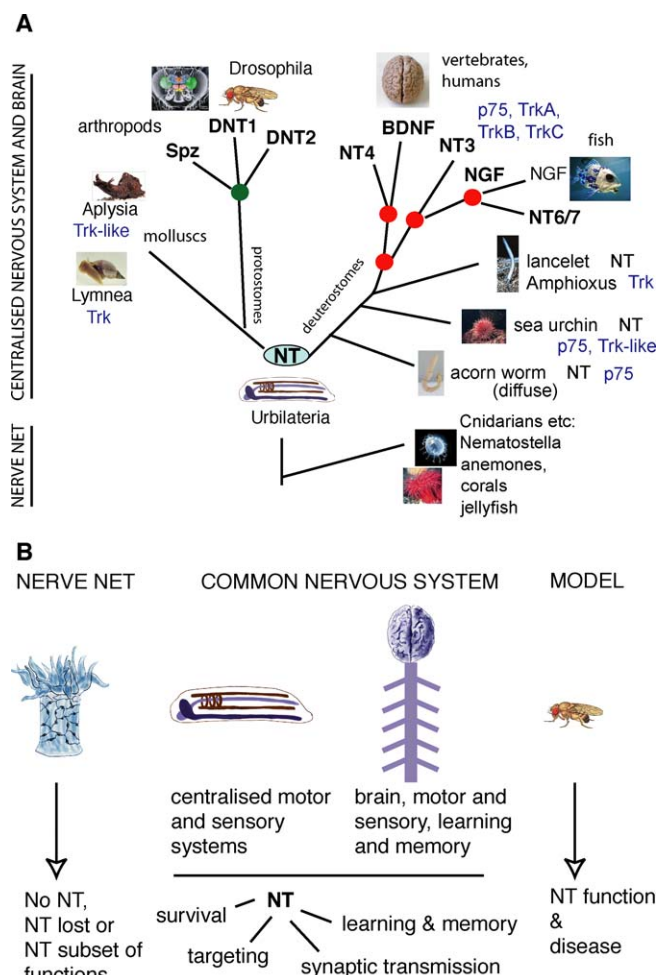 A
CENTRALISED NERVOUS SYSTEM AND BRAIN
NERVE NET
Drosophila
arthropods
DNT1
DNT2
Spz
Aplysia
Trk-like
molluscs
Lymnea
Trk
protostomes
deuterostomes
NT
Urbilateria
vertebrates,
humans
p75, TrkA,
TrkB, TrkC
BDNF
NT4
NT3
NGF
fish
NGF
NT6/7
lancelet NT
Amphioxus Trk
sea urchin NT
p75, Trk-like
acorn worm NT p75
(diffuse)
Cnidarians etc:
Nematostella
anemones,
corals
jellyfish
B
NERVE NET
COMMON NERVOUS SYSTEM
MODEL
centralised motor
and sensory
systems
brain, motor and
sensory, learning
and memory
No NT,
NT lost or
NT subset of
functions
NT
survival
targeting
learning & memory
synaptic transmission
NT function
&
disease